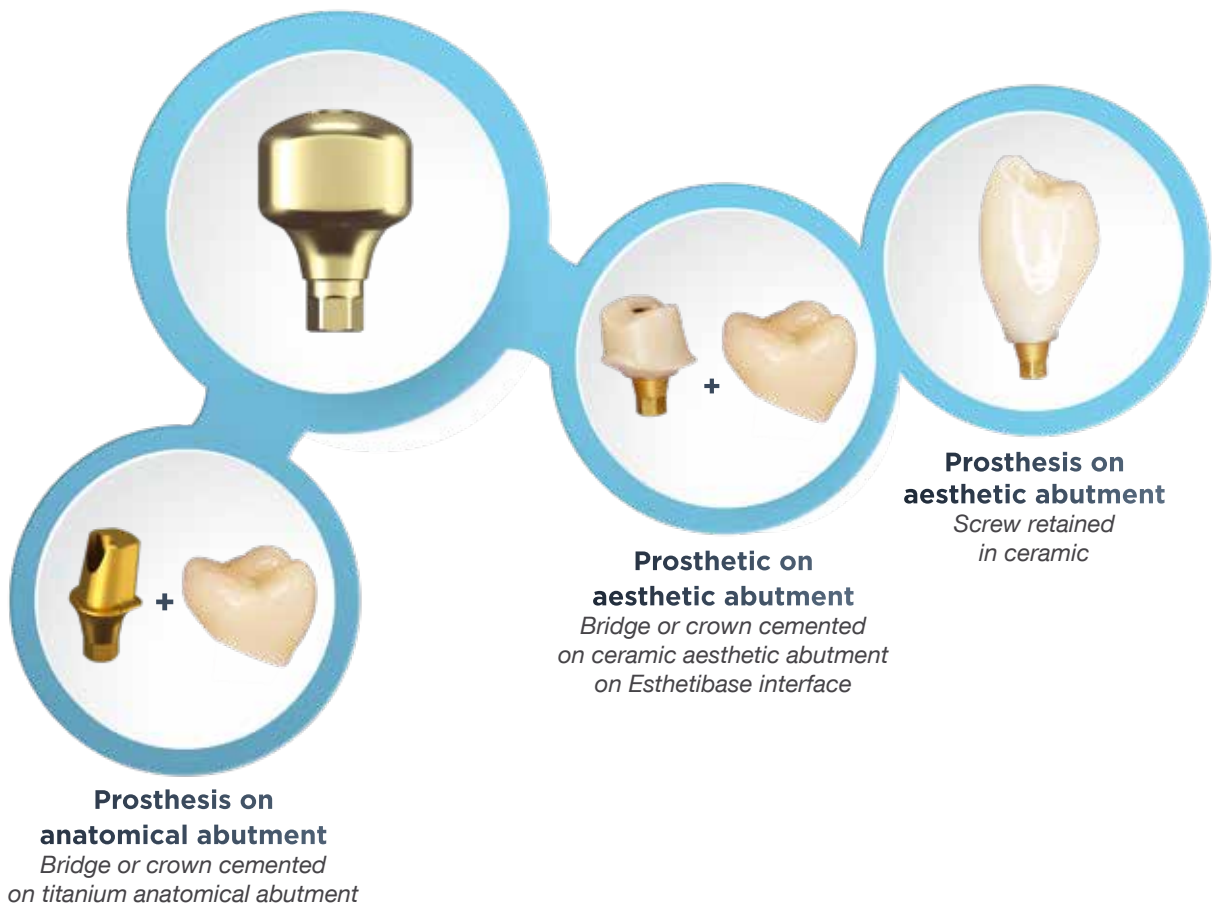 +
+
Prosthesis on
aesthetic abutment
Screw retained
in ceramic
Prosthetic on
aesthetic abutment
Bridge or crown cemented
on ceramic aesthetic abutment
on Esthetibase interface
Prosthesis on
anatomical abutment
Bridge or crown cemented
on titanium anatomical abutment